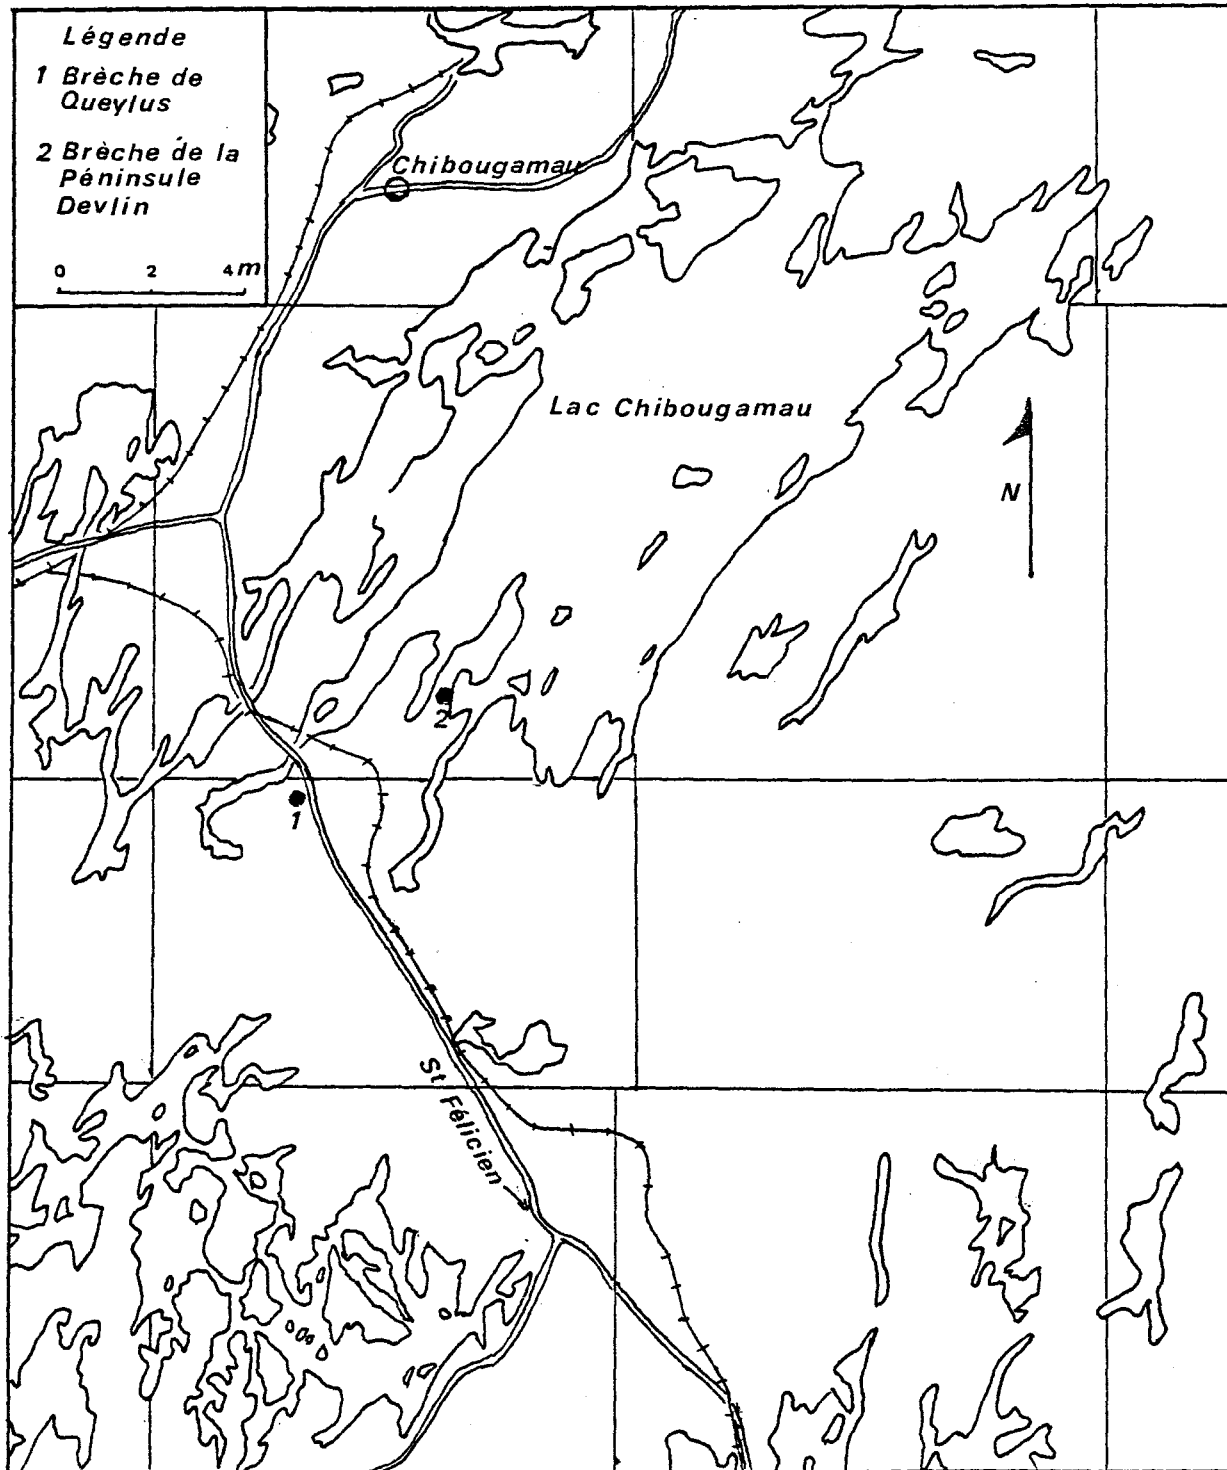 Légende
1 Brèche de
Queylus
2 Brèche de la
Péninsule
Devlin
0 2 4m
Chibougamau
Lac Chibougamau
N
2
1
St Félicien